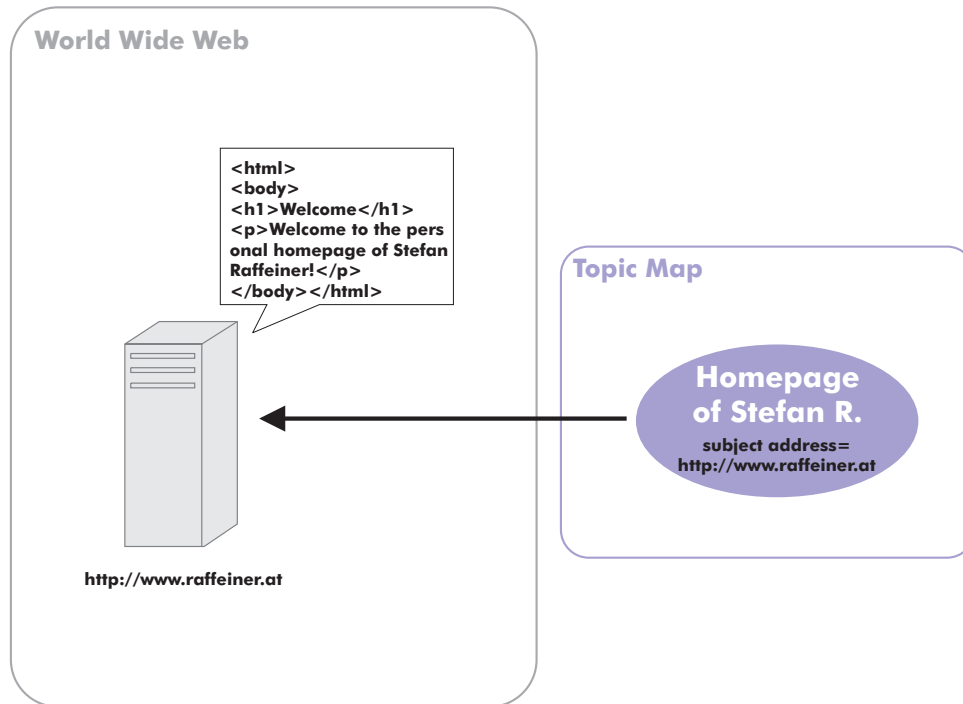 World Wide Web
<html>
<body>
<h1>Welcome</h1>
<p>Welcome to the pers
onal homepage of Stefan
Raffeiner!</p>
</body></html>
http://www.raffeiner.at
Topic Map
Homepage
of Stefan R.
subject address=
http://www.raffeiner.at